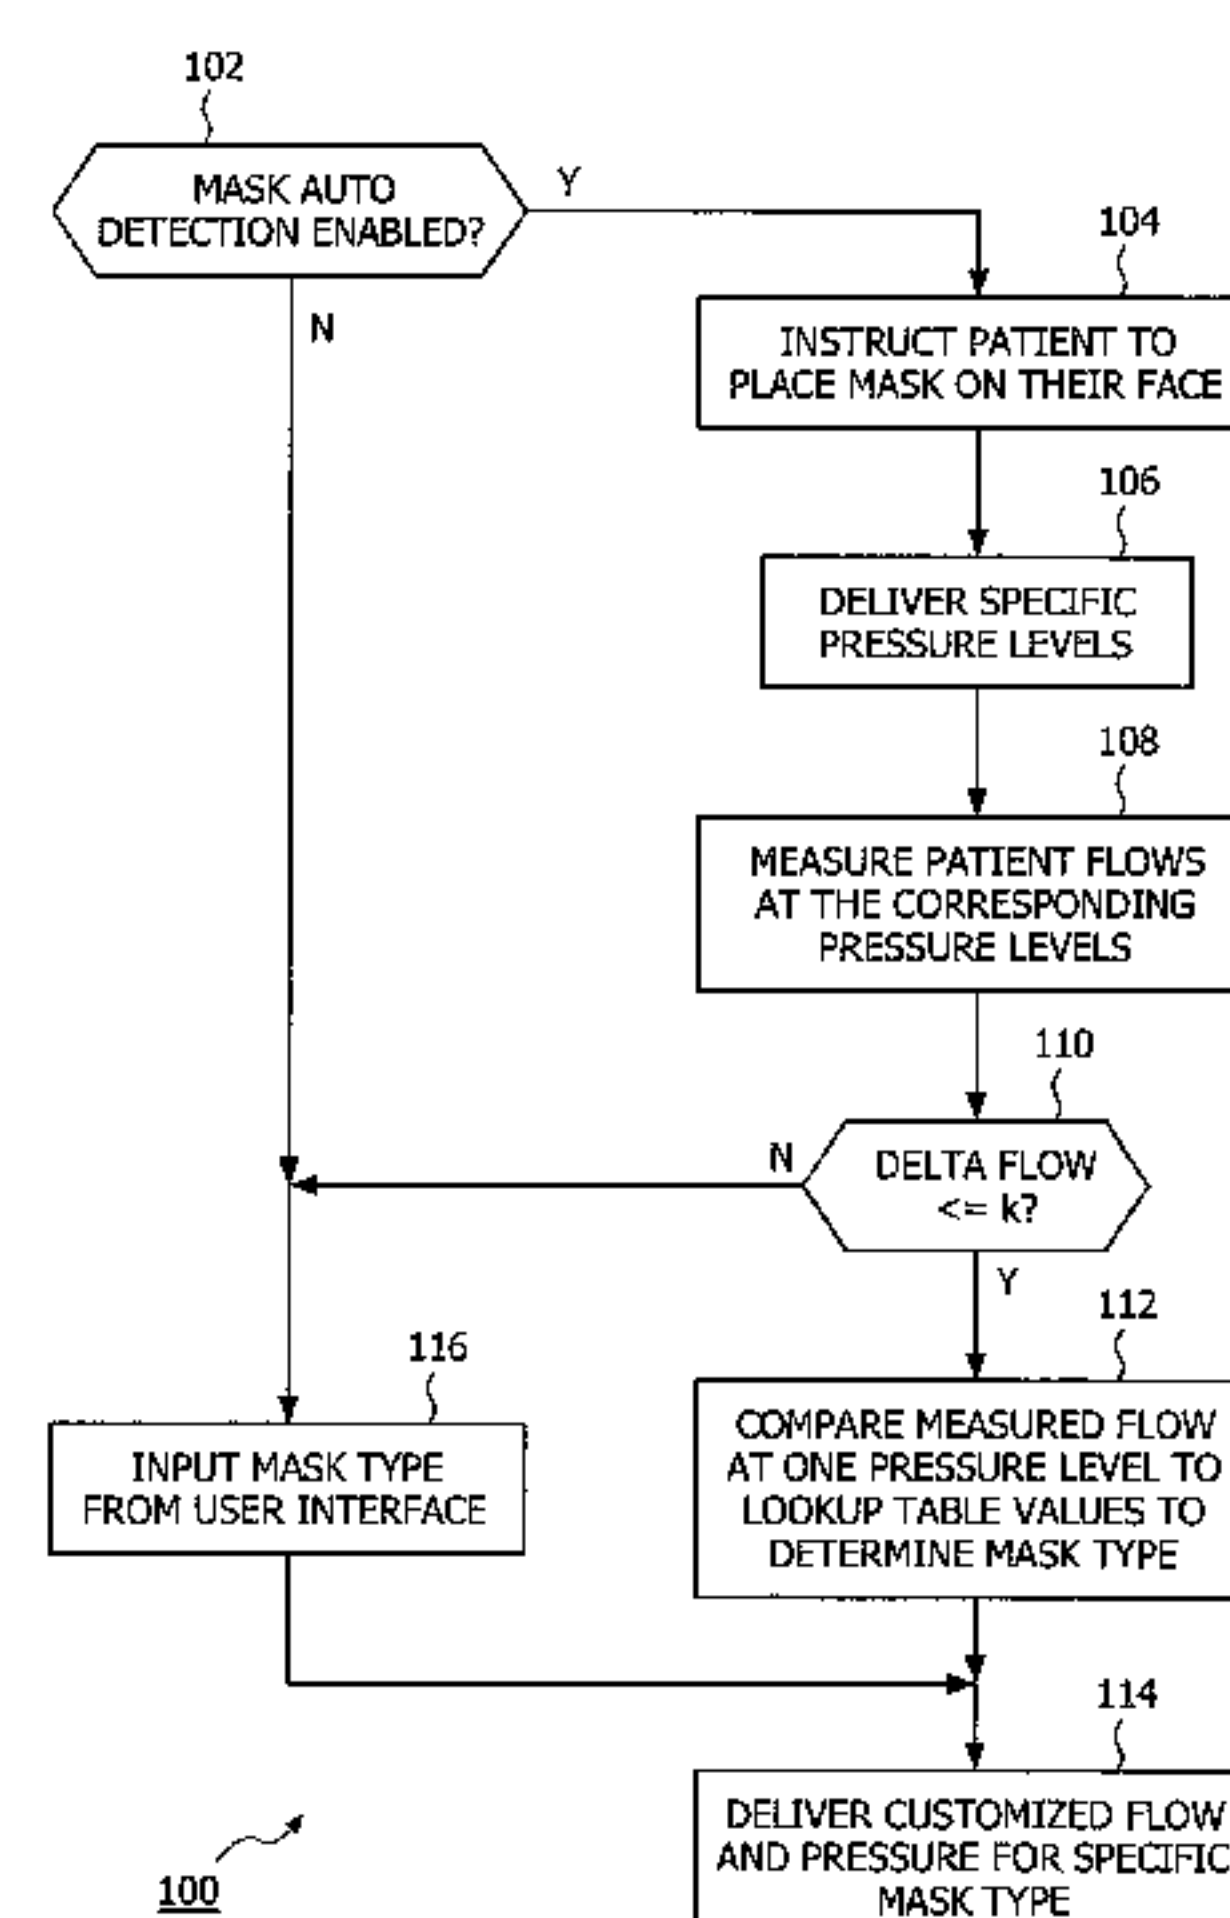 102
MASK AUTO
DETECTION ENABLED?
Y
N
104
INSTRUCT PATIENT TO
PLACE MASK ON THEIR FACE
106
DELIVER SPECIFIC
PRESSURE LEVELS
108
MEASURE PATIENT FLOWS
AT THE CORRESPONDING
PRESSURE LEVELS
110
DELTA FLOW
<= k?
N
Y
112
COMPARE MEASURED FLOW
AT ONE PRESSURE LEVEL TO
LOOKUP TABLE VALUES TO
DETERMINE MASK TYPE
116
INPUT MASK TYPE
FROM USER INTERFACE
114
DELIVER CUSTOMIZED FLOW
AND PRESSURE FOR SPECIFIC
MASK TYPE
100